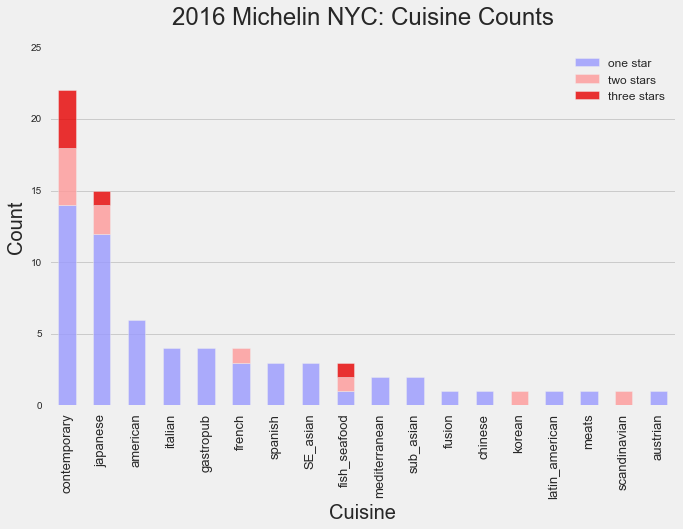 2016 Michelin NYC: Cuisine Counts
25
20
15
10
5
0
Count
one star
two stars
three stars
contemporary
japanese
american
italian
gastropub
french
spanish
SE_asian
fish_seafood
mediterranean
sub_asian
fusion
chinese
korean
latin_american
meats
scandinavian
austrian
Cuisine